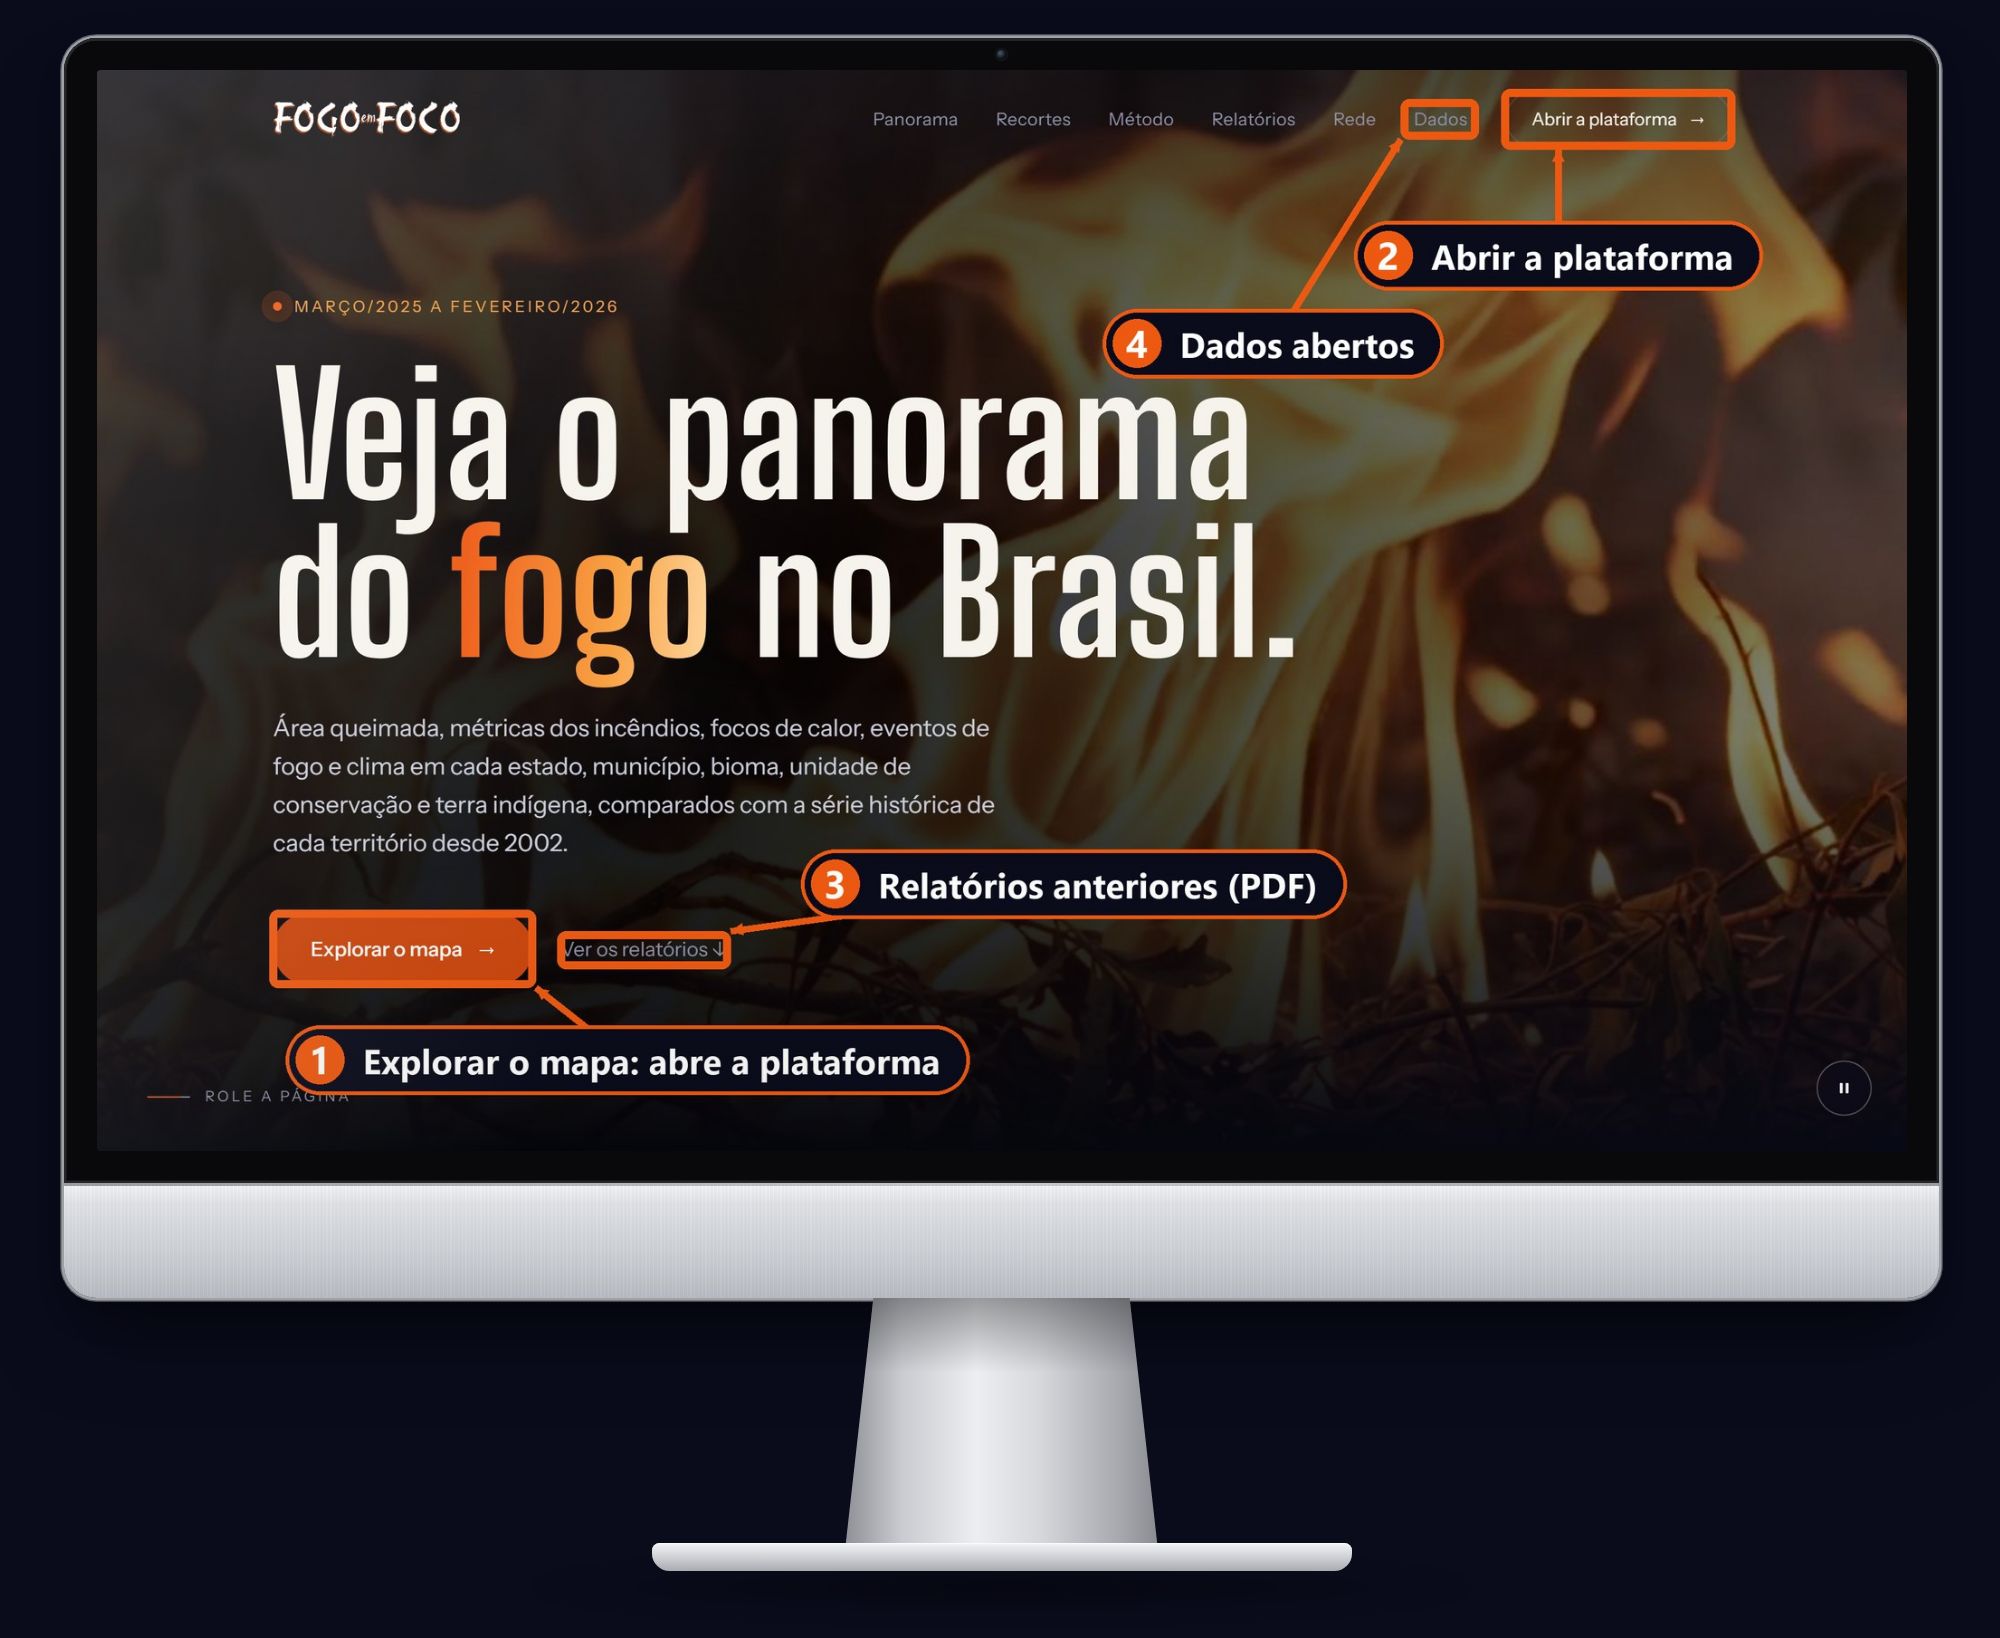 FOGO em FOCO
Panorama Recortes Método Relatórios Rede Dados Abrir a plataforma →
2 Abrir a plataforma
4 Dados abertos
MARÇO/2025 A FEVEREIRO/2026
Veja o panorama
do fogo no Brasil.
Área queimada, métricas dos incêndios, focos de calor, eventos de
fogo e clima em cada estado, município, bioma, unidade de
conservação e terra indígena, comparados com a série histórica de
cada território desde 2002.
3 Relatórios anteriores (PDF)
Explorar o mapa → Ver os relatórios ↓
1 Explorar o mapa: abre a plataforma
ROLE A PÁGINA